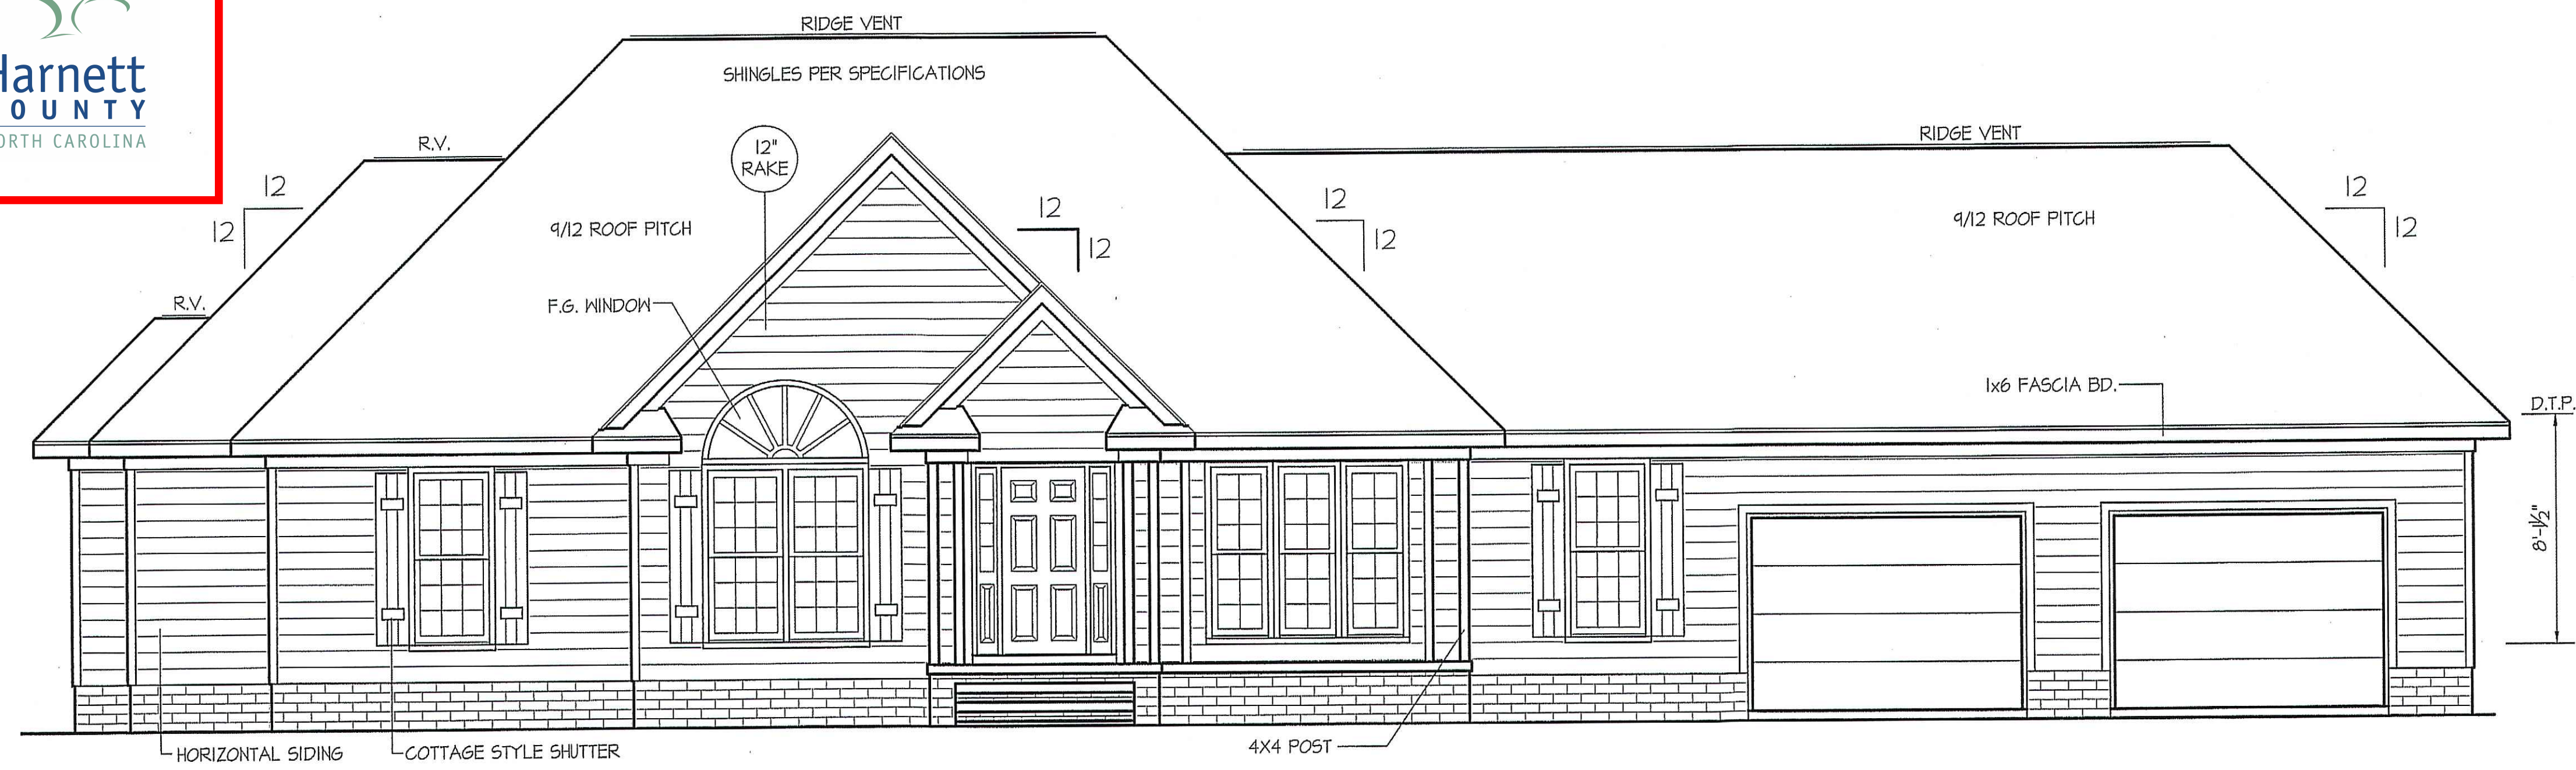 RIDGE VENT
SHINGLES PER SPECIFICATIONS
Harnett
COUNTY
NORTH CAROLINA
R.V.
RIDGE VENT
12"
RAKE
12
12
12
12
12
12
12
12
9/12 ROOF PITCH
9/12 ROOF PITCH
R.V.
F.G. WINDOW
1x6 FASCIA BD.
D.T.P.
8'-1½"
HORIZONTAL SIDING
COTTAGE STYLE SHUTTER
4X4 POST